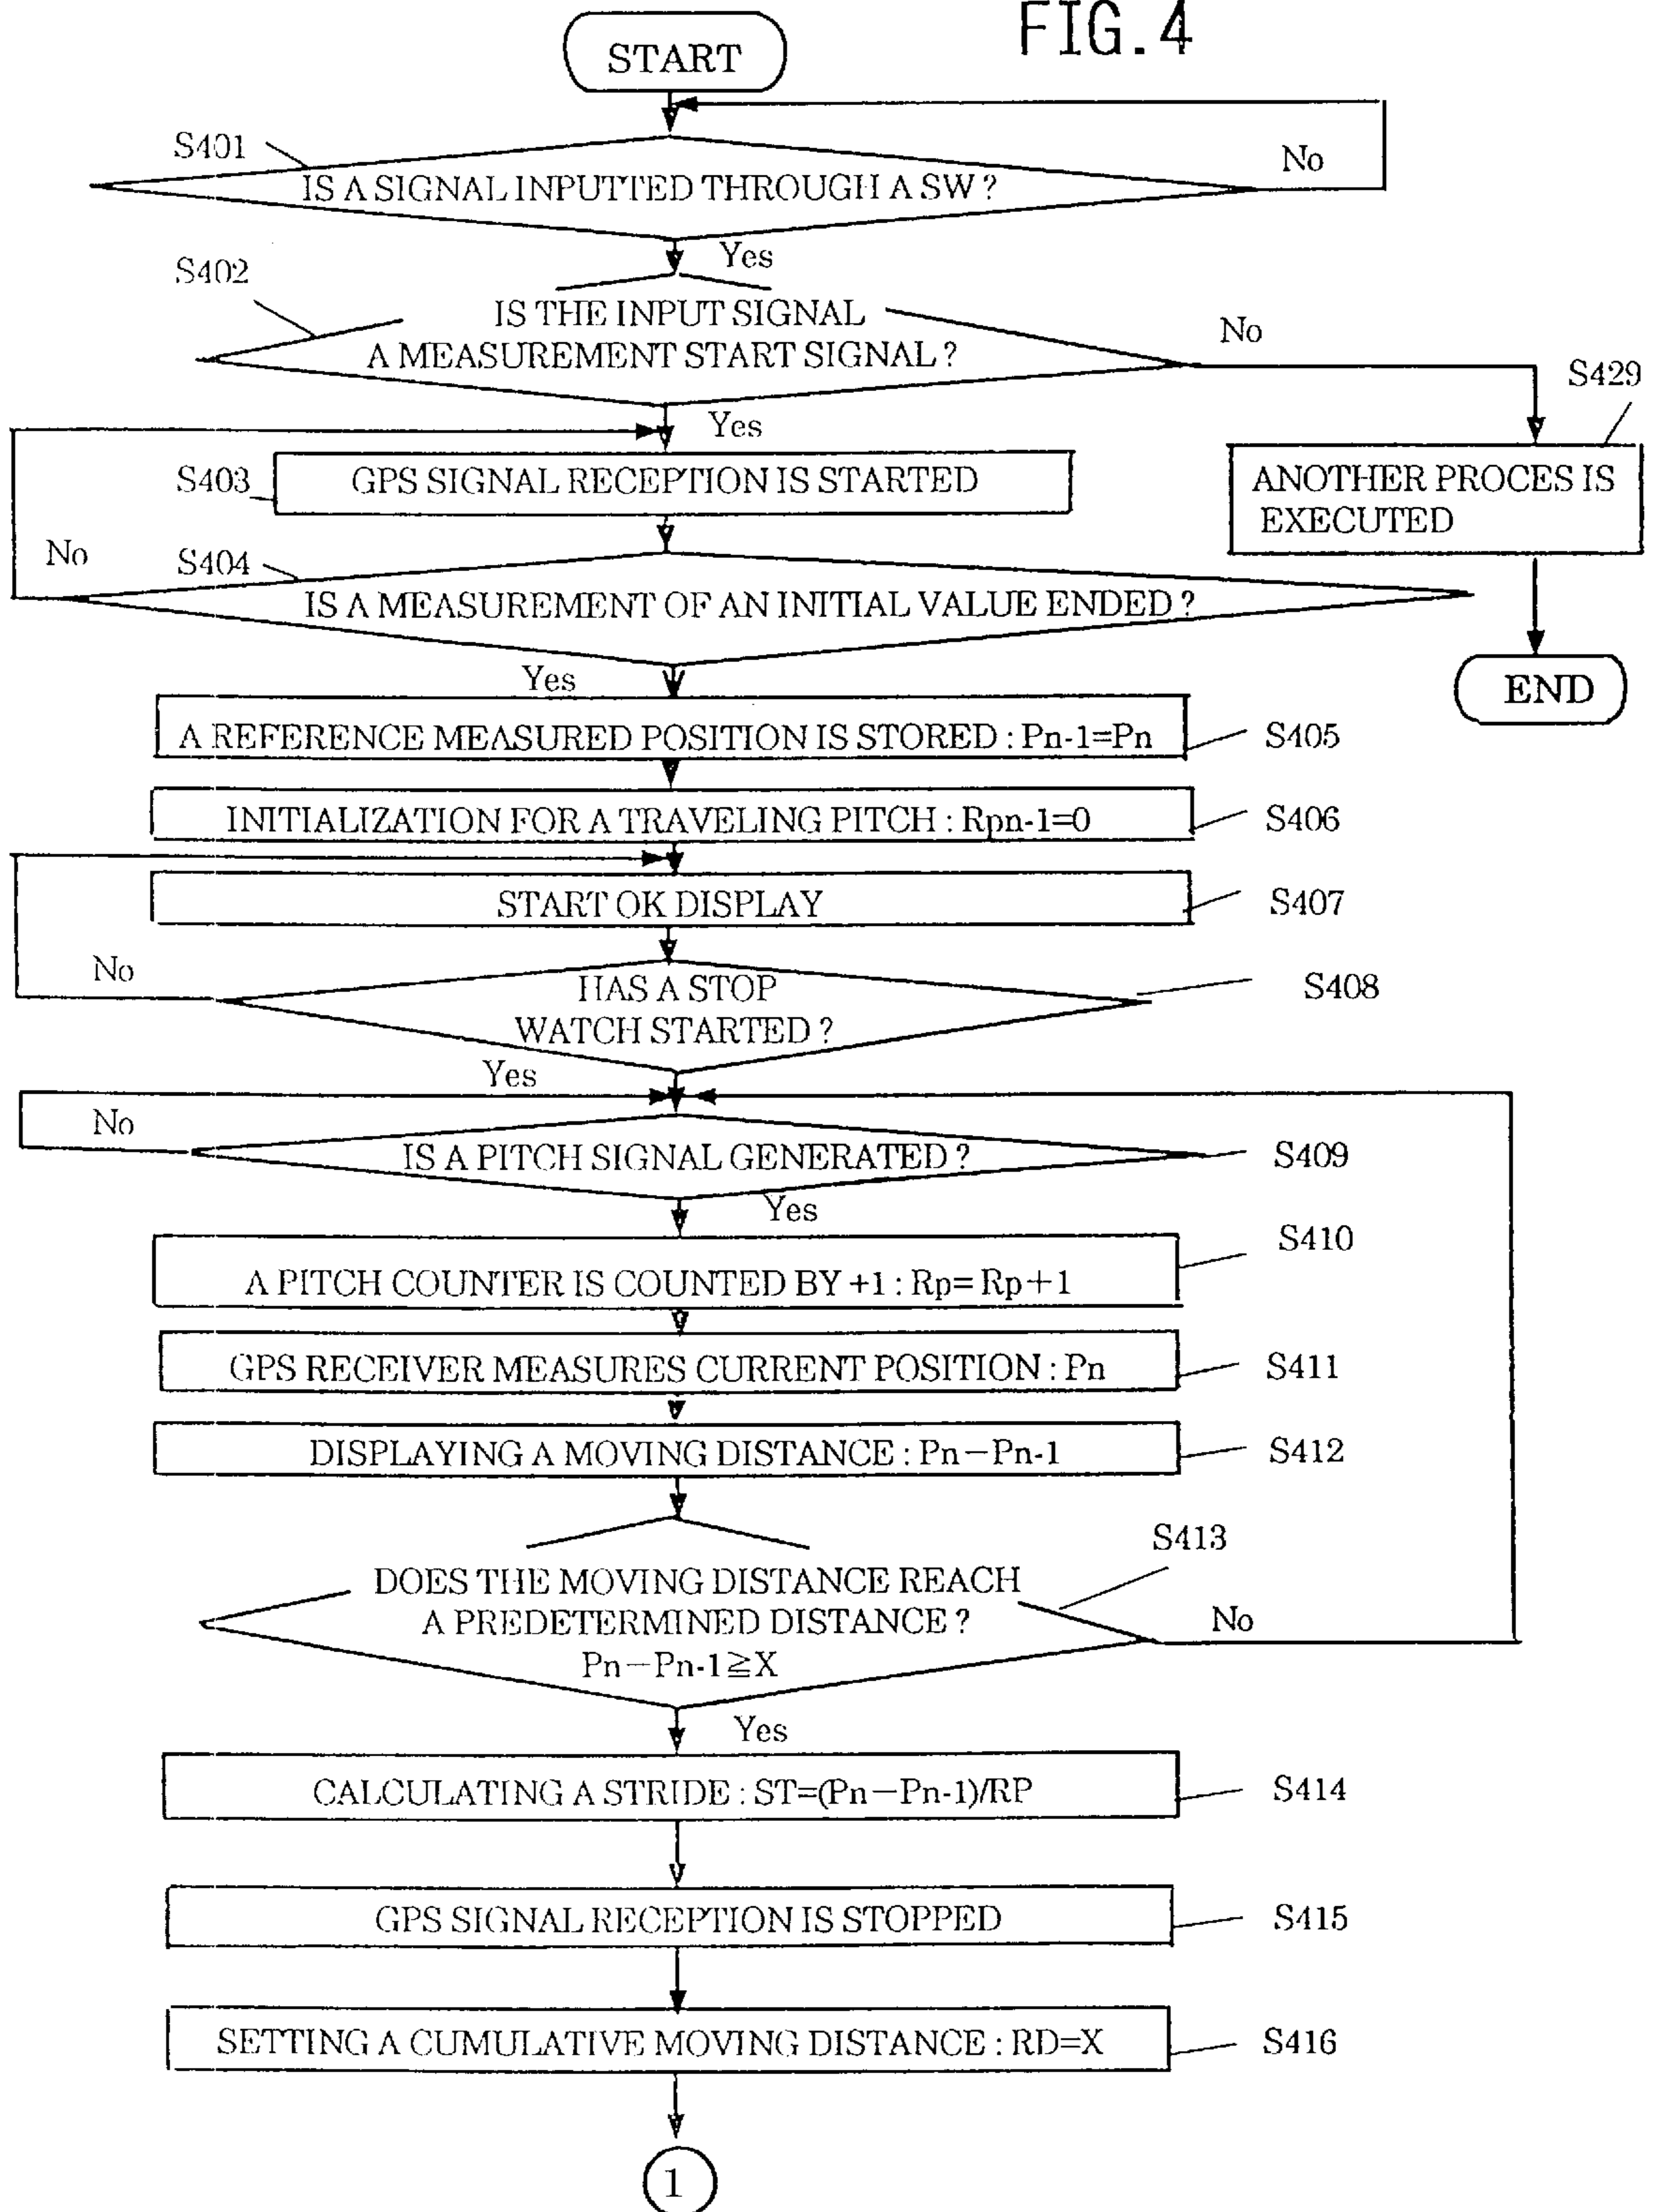 FIG. 4
START
S401
IS A SIGNAL INPUTTED THROUGH A SW?
No
Yes
S402
IS THE INPUT SIGNAL
A MEASUREMENT START SIGNAL?
No
Yes
S429
ANOTHER PROCES IS
EXECUTED
END
S403
GPS SIGNAL RECEPTION IS STARTED
No
S404
IS A MEASUREMENT OF AN INITIAL VALUE ENDED?
Yes
A REFERENCE MEASURED POSITION IS STORED : Pn-1=Pn
S405
INITIALIZATION FOR A TRAVELING PITCH : Rpn-1=0
S406
START OK DISPLAY
S407
No
HAS A STOP
WATCH STARTED?
S408
Yes
No
IS A PITCH SIGNAL GENERATED?
S409
Yes
A PITCH COUNTER IS COUNTED BY +1 : Rp= Rp+1
S410
GPS RECEIVER MEASURES CURRENT POSITION : Pn
S411
DISPLAYING A MOVING DISTANCE : Pn−Pn-1
S412
DOES THE MOVING DISTANCE REACH
A PREDETERMINED DISTANCE?
Pn−Pn-1≧X
S413
No
Yes
CALCULATING A STRIDE : ST=(Pn−Pn-1)/RP
S414
GPS SIGNAL RECEPTION IS STOPPED
S415
SETTING A CUMULATIVE MOVING DISTANCE : RD=X
S416
1